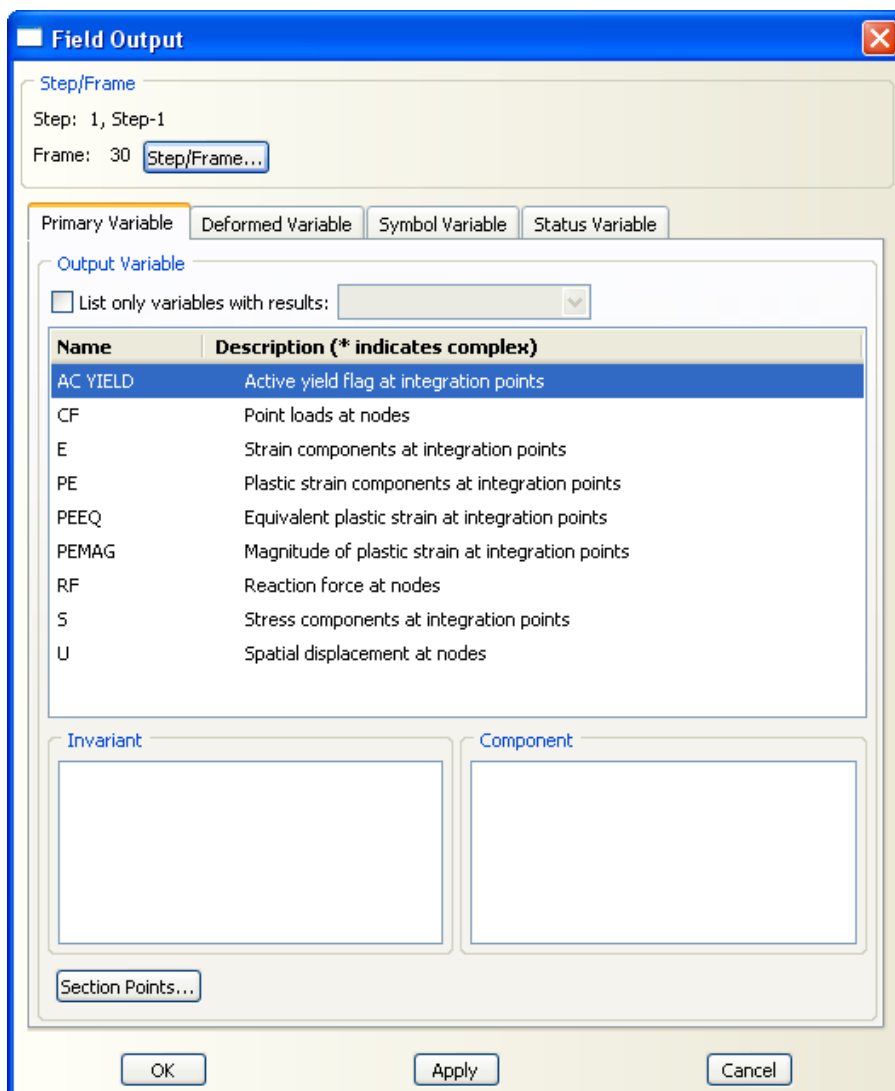 Field Output
Step/Frame
Step: 1, Step-1
Frame: 30 Step/Frame...
Primary Variable Deformed Variable Symbol Variable Status Variable
Output Variable
List only variables with results:
Name Description (* indicates complex)
AC YIELD Active yield flag at integration points
CF Point loads at nodes
E Strain components at integration points
PE Plastic strain components at integration points
PEEQ Equivalent plastic strain at integration points
PEMAG Magnitude of plastic strain at integration points
RF Reaction force at nodes
S Stress components at integration points
U Spatial displacement at nodes
Invariant Component
Section Points...
OK Apply Cancel